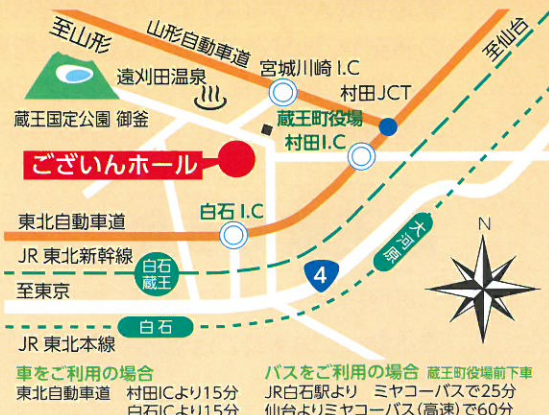 至山形
山形自動車道
至仙台
宮城川崎 I.C
遠刈田温泉
村田JCT
蔵王国定公園 御釜
蔵王町役場
村田I.C
ございんホール
白石 I.C
東北自動車道
大河原
N
JR 東北新幹線
白石
蔵王
4
至東京
白石
JR 東北本線
車をご利用の場合
東北自動車道 村田ICより15分
白石ICより15分
バスをご利用の場合 蔵王町役場前下車
JR白石駅より ミヤコーバスで25分
仙台よりミヤコーバス(高速)で60分